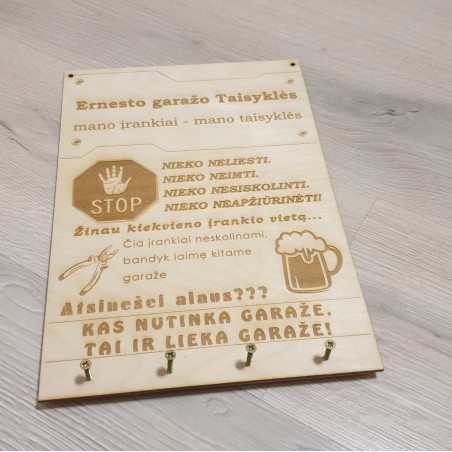 Ernesto garažo Taisyklės
mano įrankiai - mano taisyklės
STOP
NIEKO NELIESTI.
NIEKO NEIMTI.
NIEKO NESISKOLINTI.
NIEKO NEAPŽIŪRINĖTI!
Žinau kiekvieno įrankio vietą...
Čia įrankiai neskolinami,
bandyk laimę kitame
garaže
Atsinešei alaus???
KAS NUTINKA GARAŽE,
TAI IR LIEKA GARAŽE!